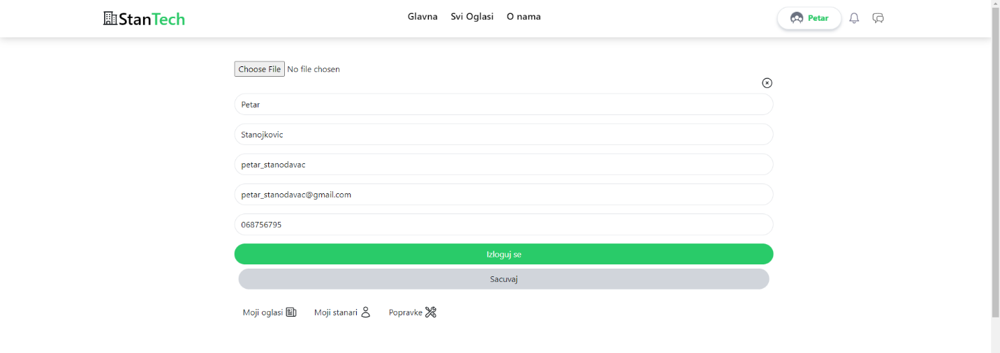 StanTech
Glavna Svi Oglasi O nama
Petar
Choose File No file chosen
Petar
Stanojkovic
petar_stanodavac
petar_stanodavac@gmail.com
068756795
Izloguj se
Sacuvaj
Moji oglasi Moji stanari Popravke